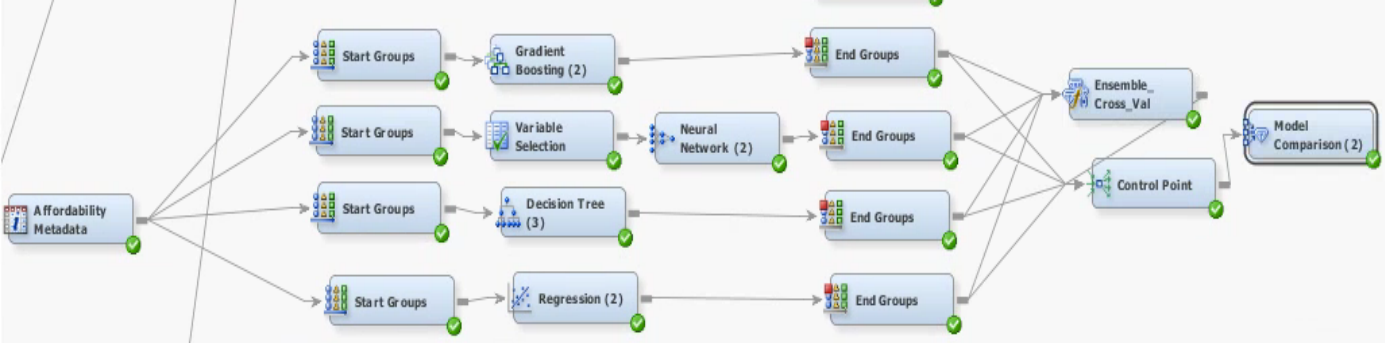 Start Groups
Gradient
Boosting (2)
End Groups
Ensemble_
Cross_Val
Start Groups
Variable
Selection
Neural
Network (2)
End Groups
Model
Comparison (2)
Affordability
Metadata
Start Groups
Decision Tree
(3)
End Groups
Control Point
Start Groups
Regression (2)
End Groups